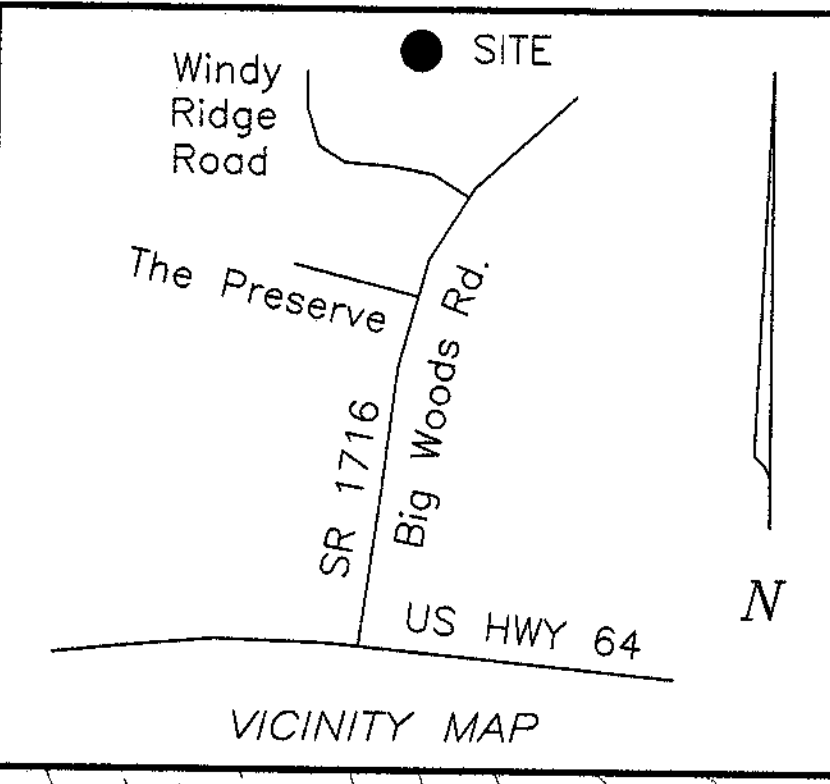 SITE
Windy
Ridge
Road
The Preserve
Big Woods Rd.
SR 1716
US HWY 64
N
VICINITY MAP